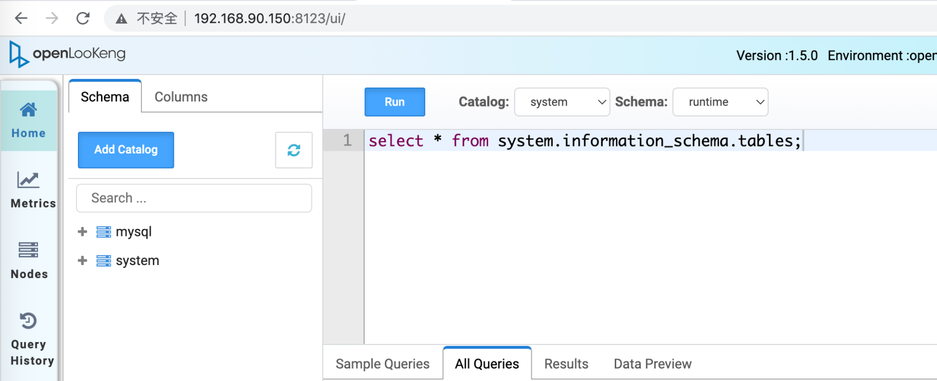 不安全 192.168.90.150:8123/ui/
openLooKeng
Version :1.5.0 Environment :open
Schema Columns
Run Catalog: system Schema: runtime
Home
Add Catalog
1 select * from system.information_schema.tables;
Metrics
Search ...
mysql
system
Nodes
Query
History
Sample Queries All Queries Results Data Preview